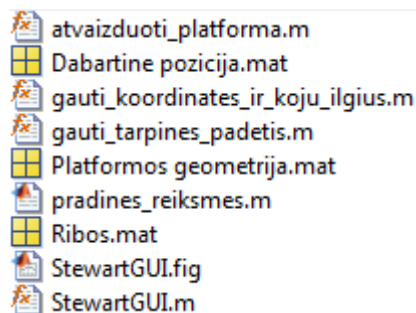 atvaizduoti_platforma.m
Dabartine pozicija.mat
gauti_koordinates_ir_koju_ilgius.m
gauti_tarpines_padetis.m
Platformos geometrija.mat
pradines_reiksmes.m
Ribos.mat
StewartGUI.fig
StewartGUI.m